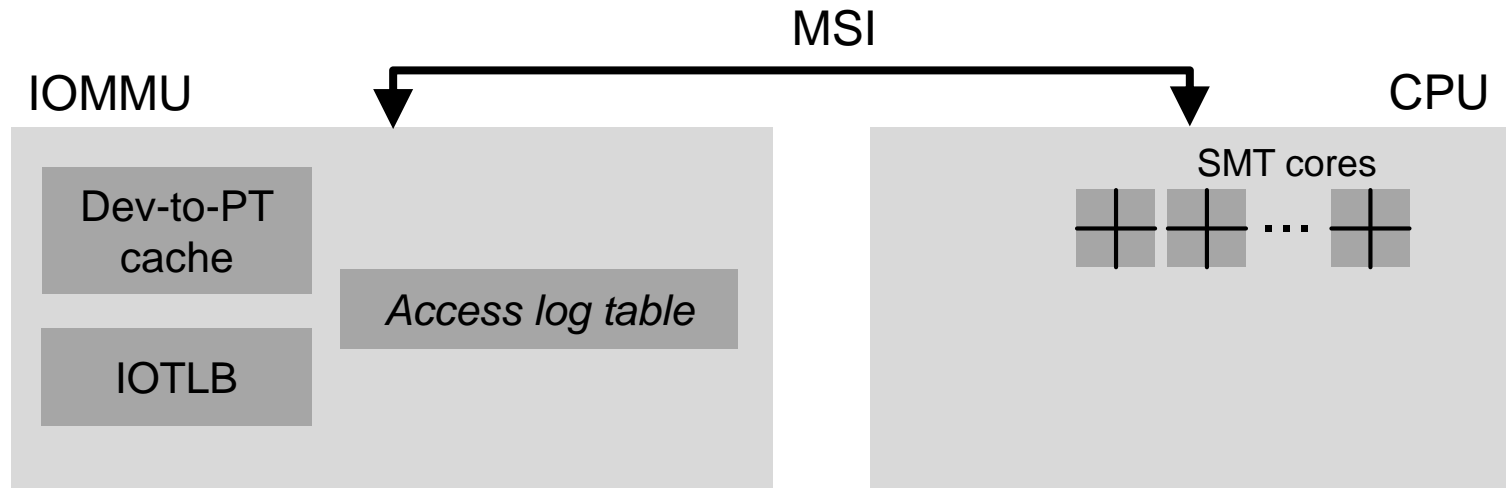 MSI
IOMMU
CPU
Dev-to-PT
cache
IOTLB
Access log table
SMT cores
...